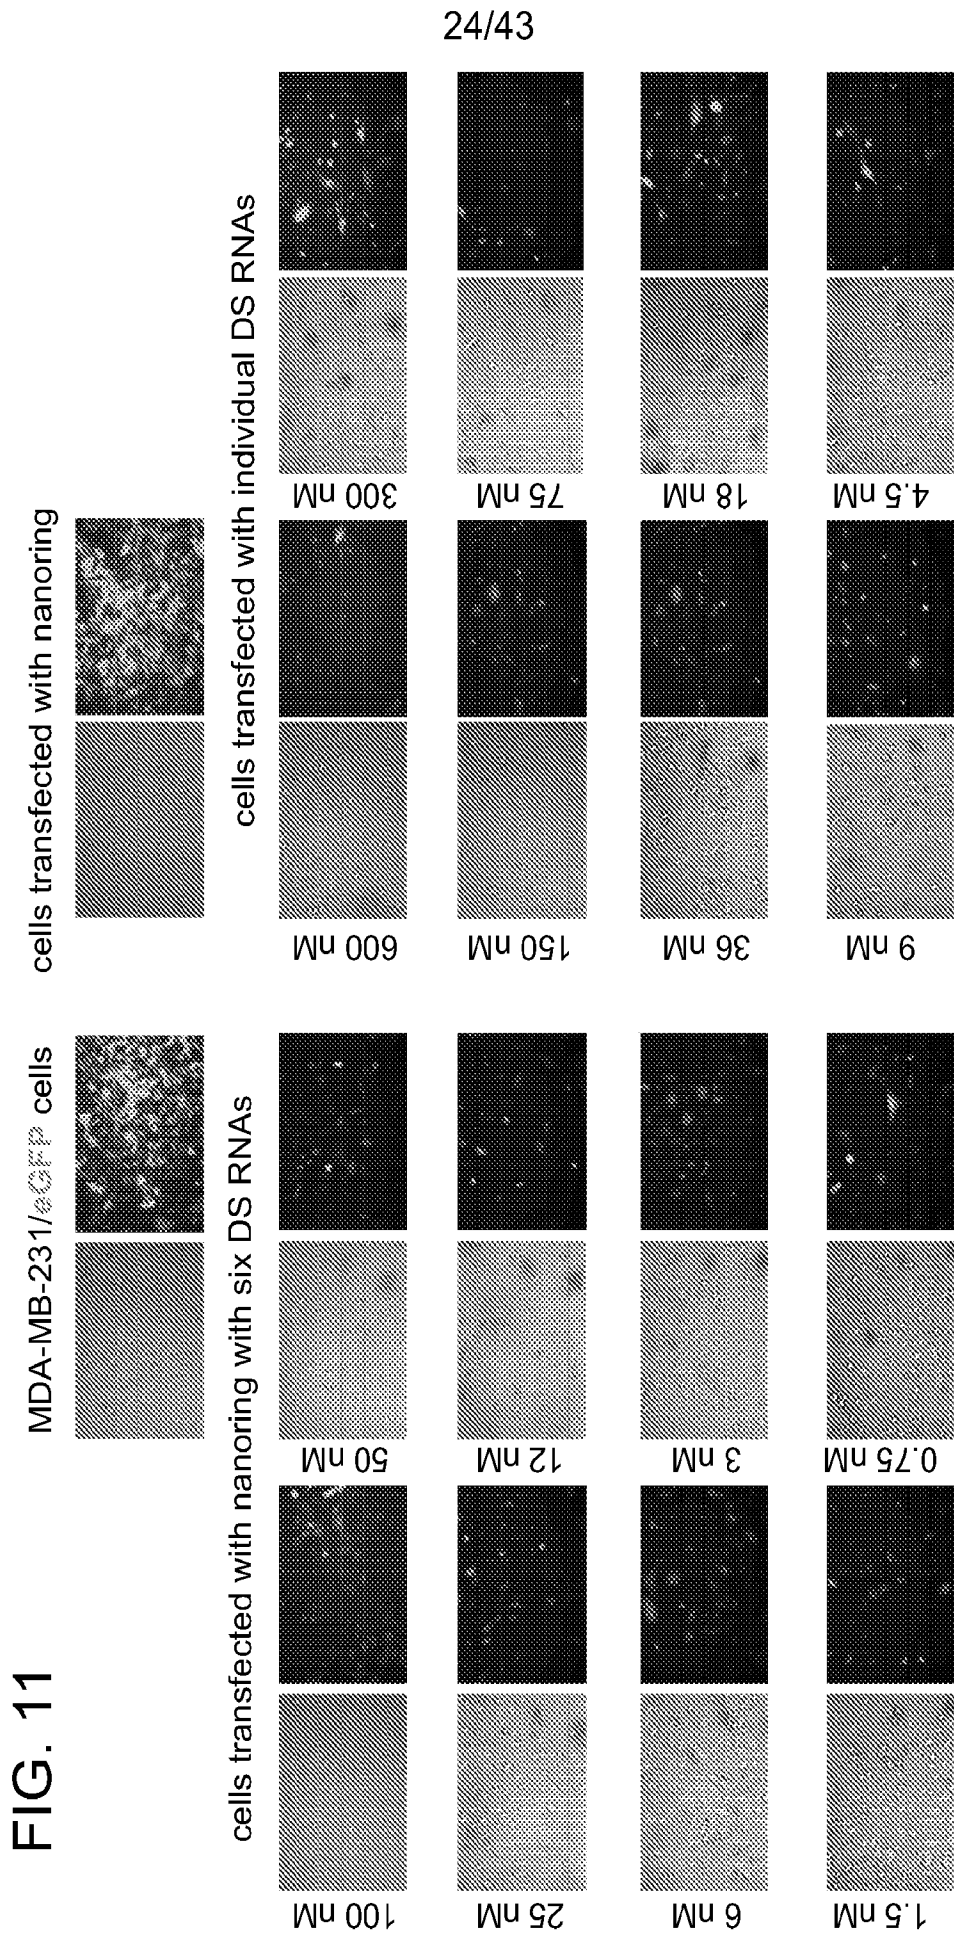 24/43
FIG. 11
MDA-MB-231/eGFP cells
cells transfected with nanoring
cells transfected with nanoring with six DS RNAs
cells transfected with individual DS RNAs
100 nM
50 nM
600 nM
300 nM
25 nM
12 nM
150 nM
75 nM
6 nM
3 nM
36 nM
18 nM
1.5 nM
0.75 nM
9 nM
4.5 nM